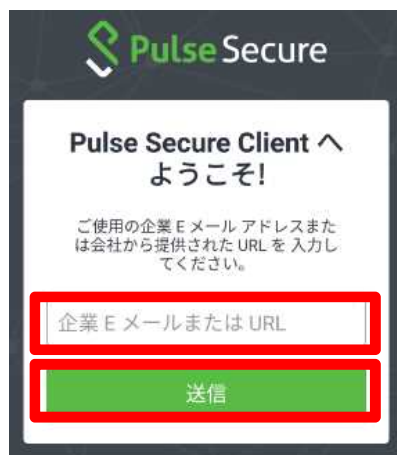 Pulse Secure
Pulse Secure Client へ
ようこそ!
ご使用の企業 E メール アドレスまた
は会社から提供された URL を 入力し
てください。
企業 E メールまたは URL
送信